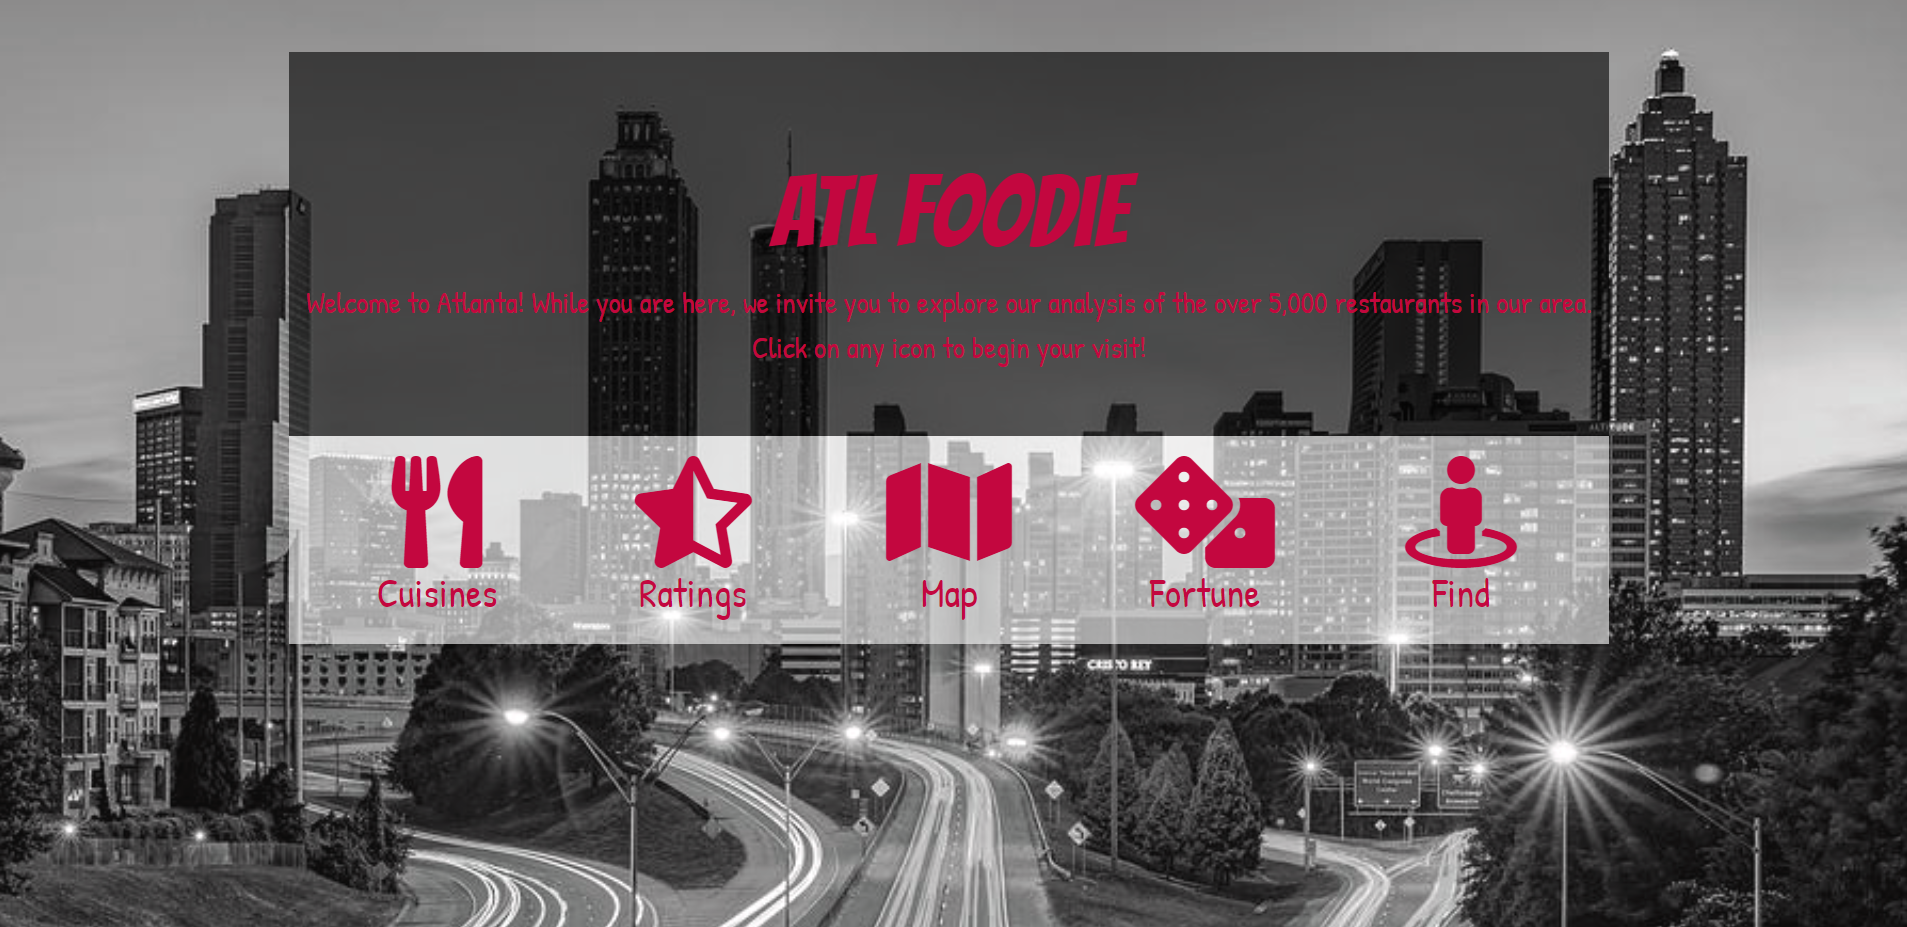 ATL FOODIE
Welcome to Atlanta! While you are here, we invite you to explore our analysis of the over 5,000 restaurants in our area.
Click on any icon to begin your visit!
Cuisines
Ratings
Map
Fortune
Find
CRISTO REY